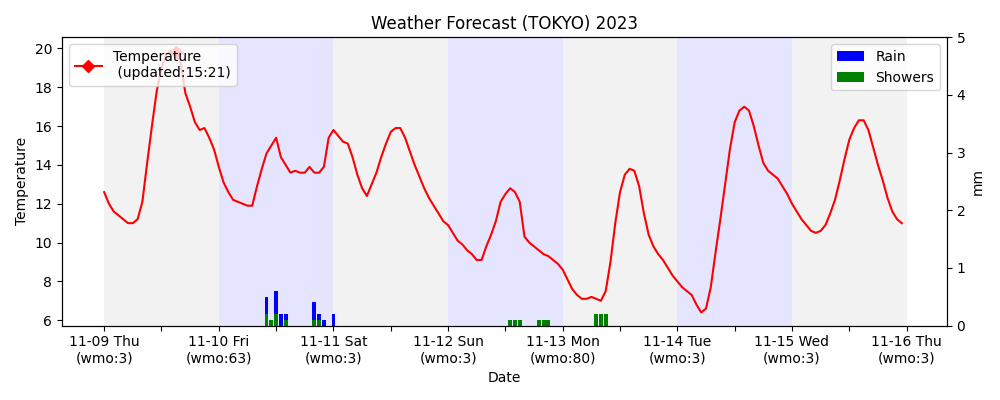 Weather Forecast (TOKYO) 2023
Temperature
(updated:15:21)
Rain
Showers
20
18
16
14
12
10
8
6
Temperature
5
4
3
2
1
0
mm
11-09 Thu
(wmo:3)
11-10 Fri
(wmo:63)
11-11 Sat
(wmo:3)
11-12 Sun
(wmo:3)
11-13 Mon
(wmo:80)
11-14 Tue
(wmo:3)
11-15 Wed
(wmo:3)
11-16 Thu
(wmo:3)
Date